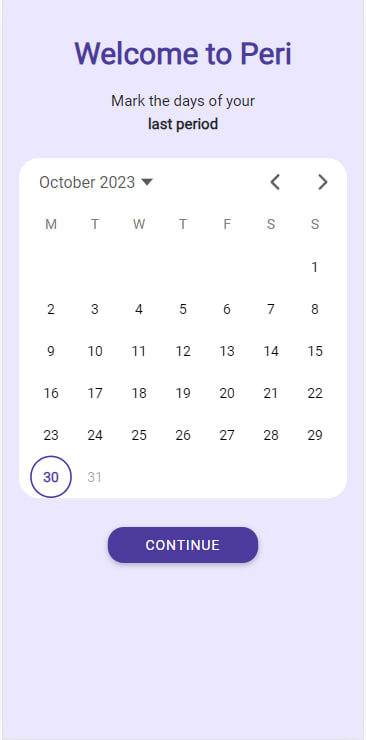 Welcome to Peri
Mark the days of your
last period
October 2023
M T W T F S S
1
2 3 4 5 6 7 8
9 10 11 12 13 14 15
16 17 18 19 20 21 22
23 24 25 26 27 28 29
30 31
CONTINUE